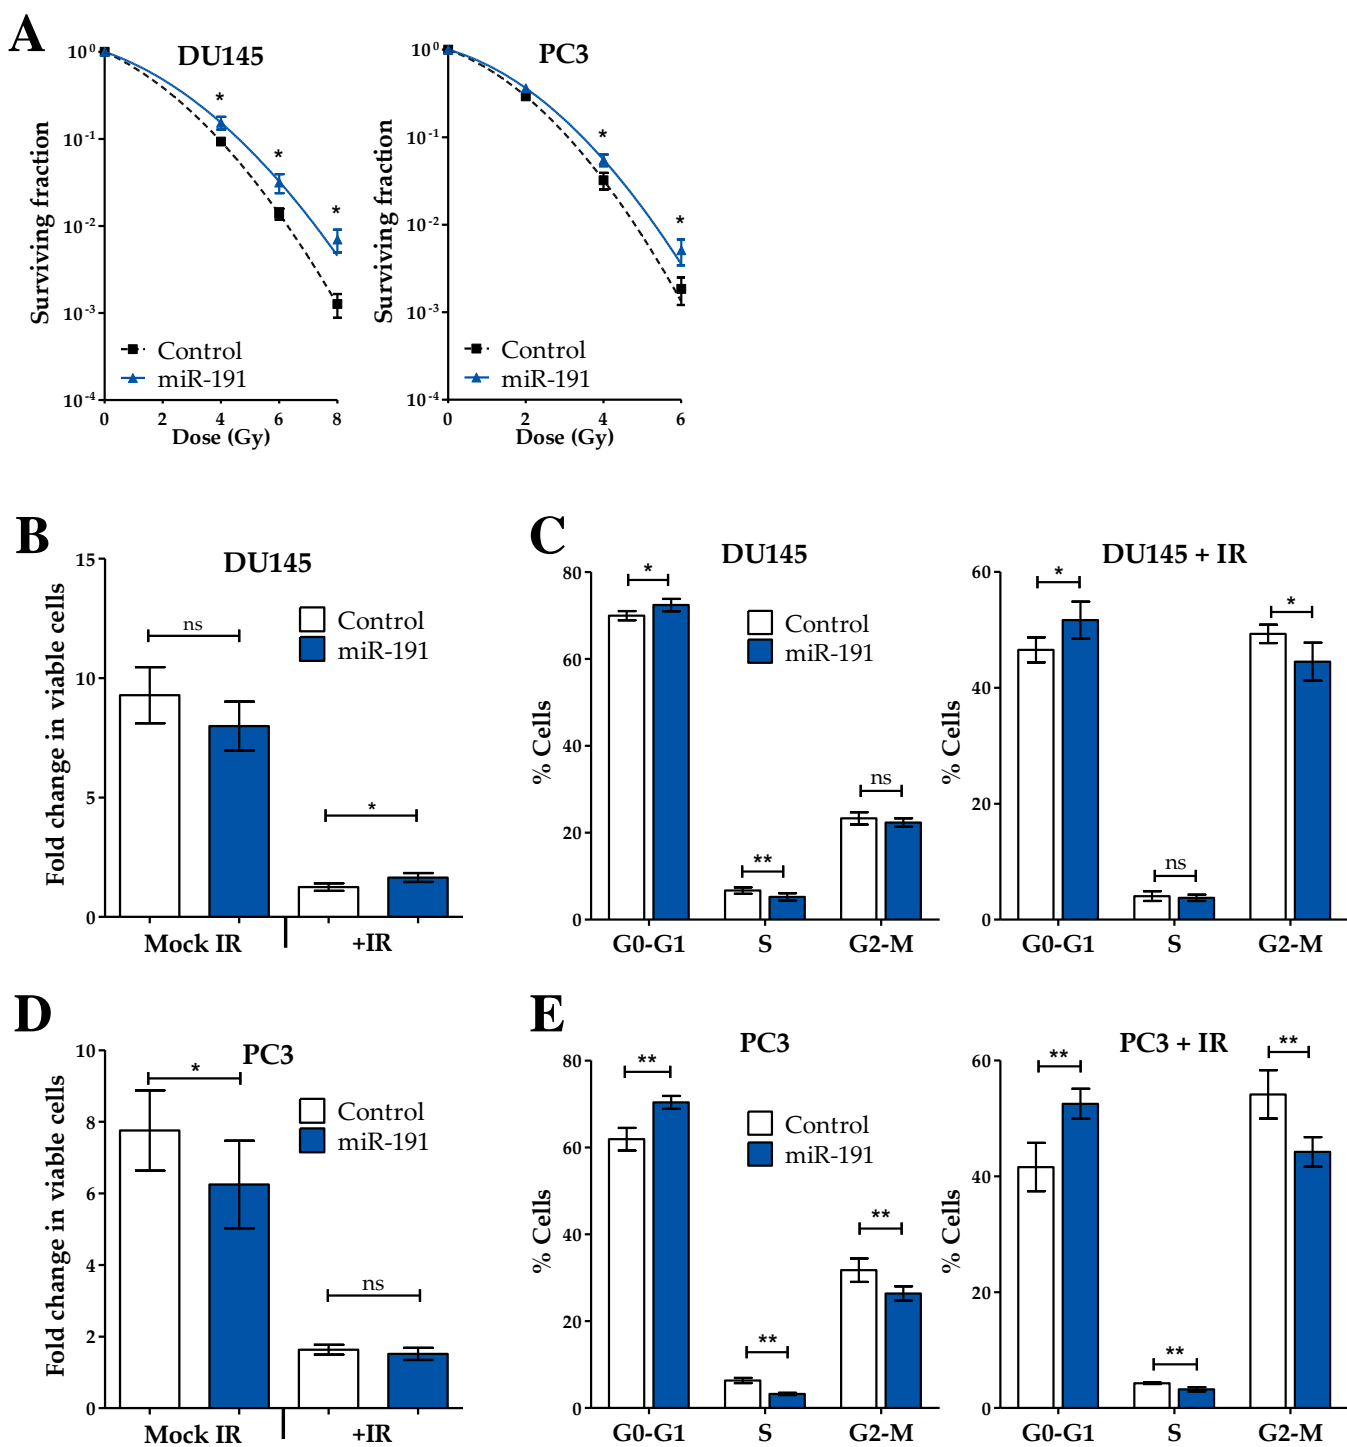 A
DU145
PC3
10^0
10^-1
10^-2
10^-3
10^-4
Surviving fraction
*
*
*
Control
miR-191
0 2 4 6 8
Dose (Gy)
10^0
10^-1
10^-2
10^-3
10^-4
Surviving fraction
*
*
Control
miR-191
0 2 4 6
Dose (Gy)
B
DU145
15
10
5
0
Fold change in viable cells
ns
*
Control
miR-191
Mock IR +IR
C
DU145
80
60
40
20
0
% Cells
*
**
ns
Control
miR-191
G0-G1 S G2-M
DU145 + IR
60
40
20
0
% Cells
*
ns
*
G0-G1 S G2-M
D
PC3
10
8
6
4
2
0
Fold change in viable cells
*
ns
Control
miR-191
Mock IR +IR
E
PC3
80
60
40
20
0
% Cells
**
**
**
Control
miR-191
G0-G1 S G2-M
PC3 + IR
60
40
20
0
% Cells
**
**
**
G0-G1 S G2-M